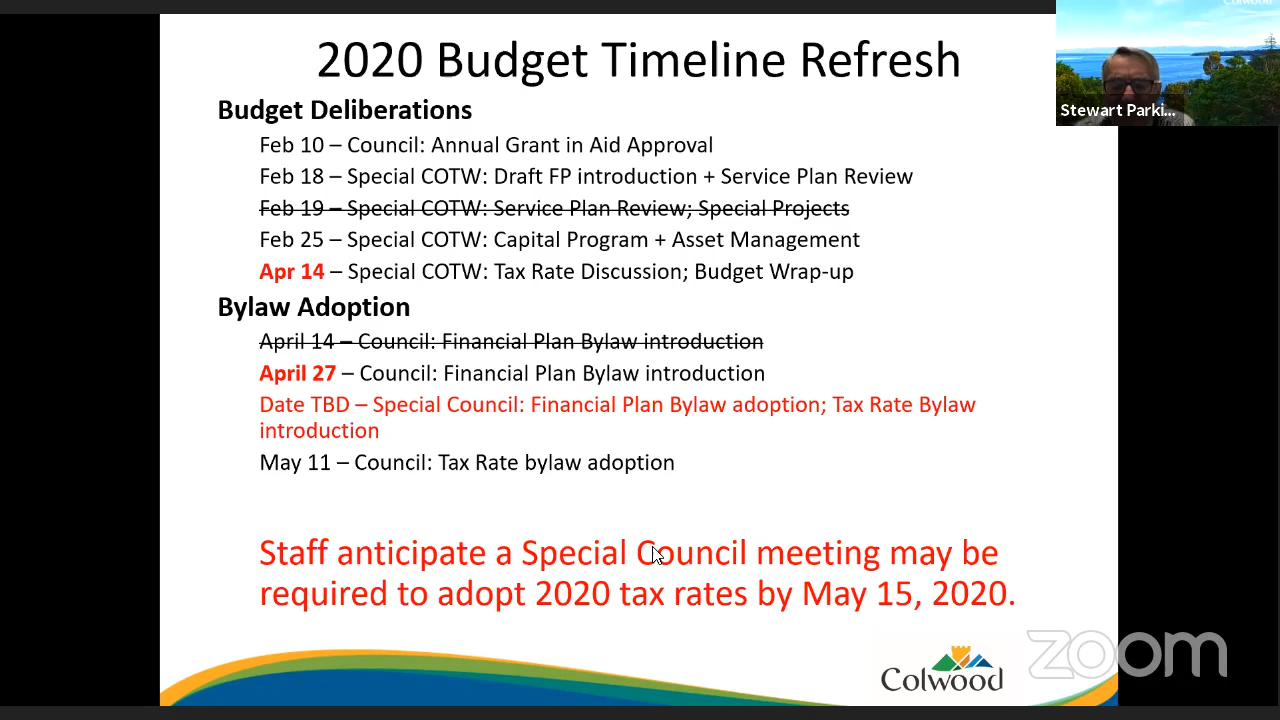 2020 Budget Timeline Refresh
Budget Deliberations
Feb 10 – Council: Annual Grant in Aid Approval
Feb 18 – Special COTW: Draft FP introduction + Service Plan Review
Feb 19 – Special COTW: Service Plan Review; Special Projects
Feb 25 – Special COTW: Capital Program + Asset Management
Apr 14 – Special COTW: Tax Rate Discussion; Budget Wrap-up
Bylaw Adoption
April 14 – Council: Financial Plan Bylaw introduction
April 27 – Council: Financial Plan Bylaw introduction
Date TBD – Special Council: Financial Plan Bylaw adoption; Tax Rate Bylaw
introduction
May 11 – Council: Tax Rate bylaw adoption
Staff anticipate a Special Council meeting may be
required to adopt 2020 tax rates by May 15, 2020.
Colwood
zoom
Colwood
Stewart Parki...